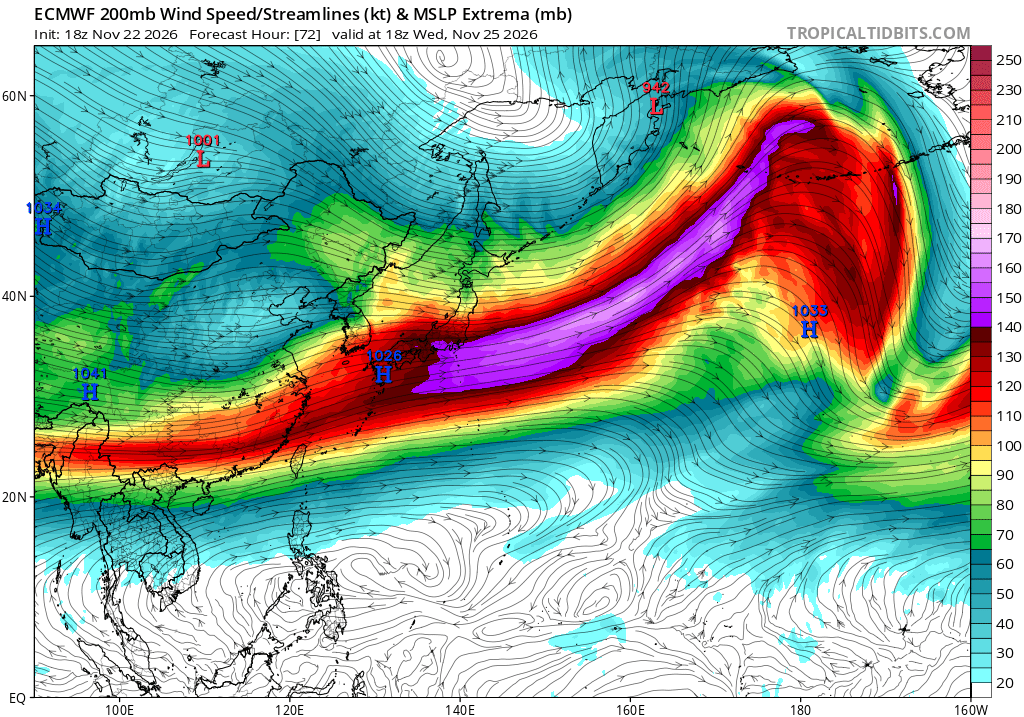 ECMWF 200mb Wind Speed/Streamlines (kt) & MSLP Extrema (mb)
Init: 18z Nov 22 2026 Forecast Hour: [72] valid at 18z Wed, Nov 25 2026
TROPICALTIDBITS.COM
250
230
210
200
190
180
170
160
150
140
130
120
110
100
90
80
70
60
50
40
30
20
60N
40N
20N
EQ
942
L
1001
L
1034
H
1033
H
1026
H
1041
H
100E
120E
140E
160E
180
160W